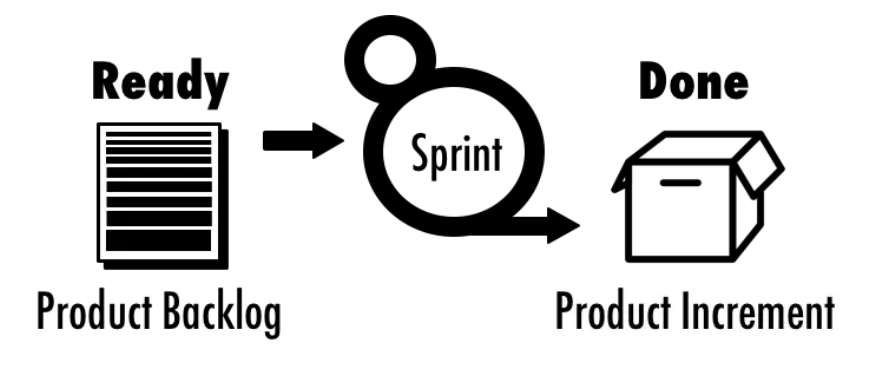 Ready
Product Backlog
Sprint
Done
Product Increment